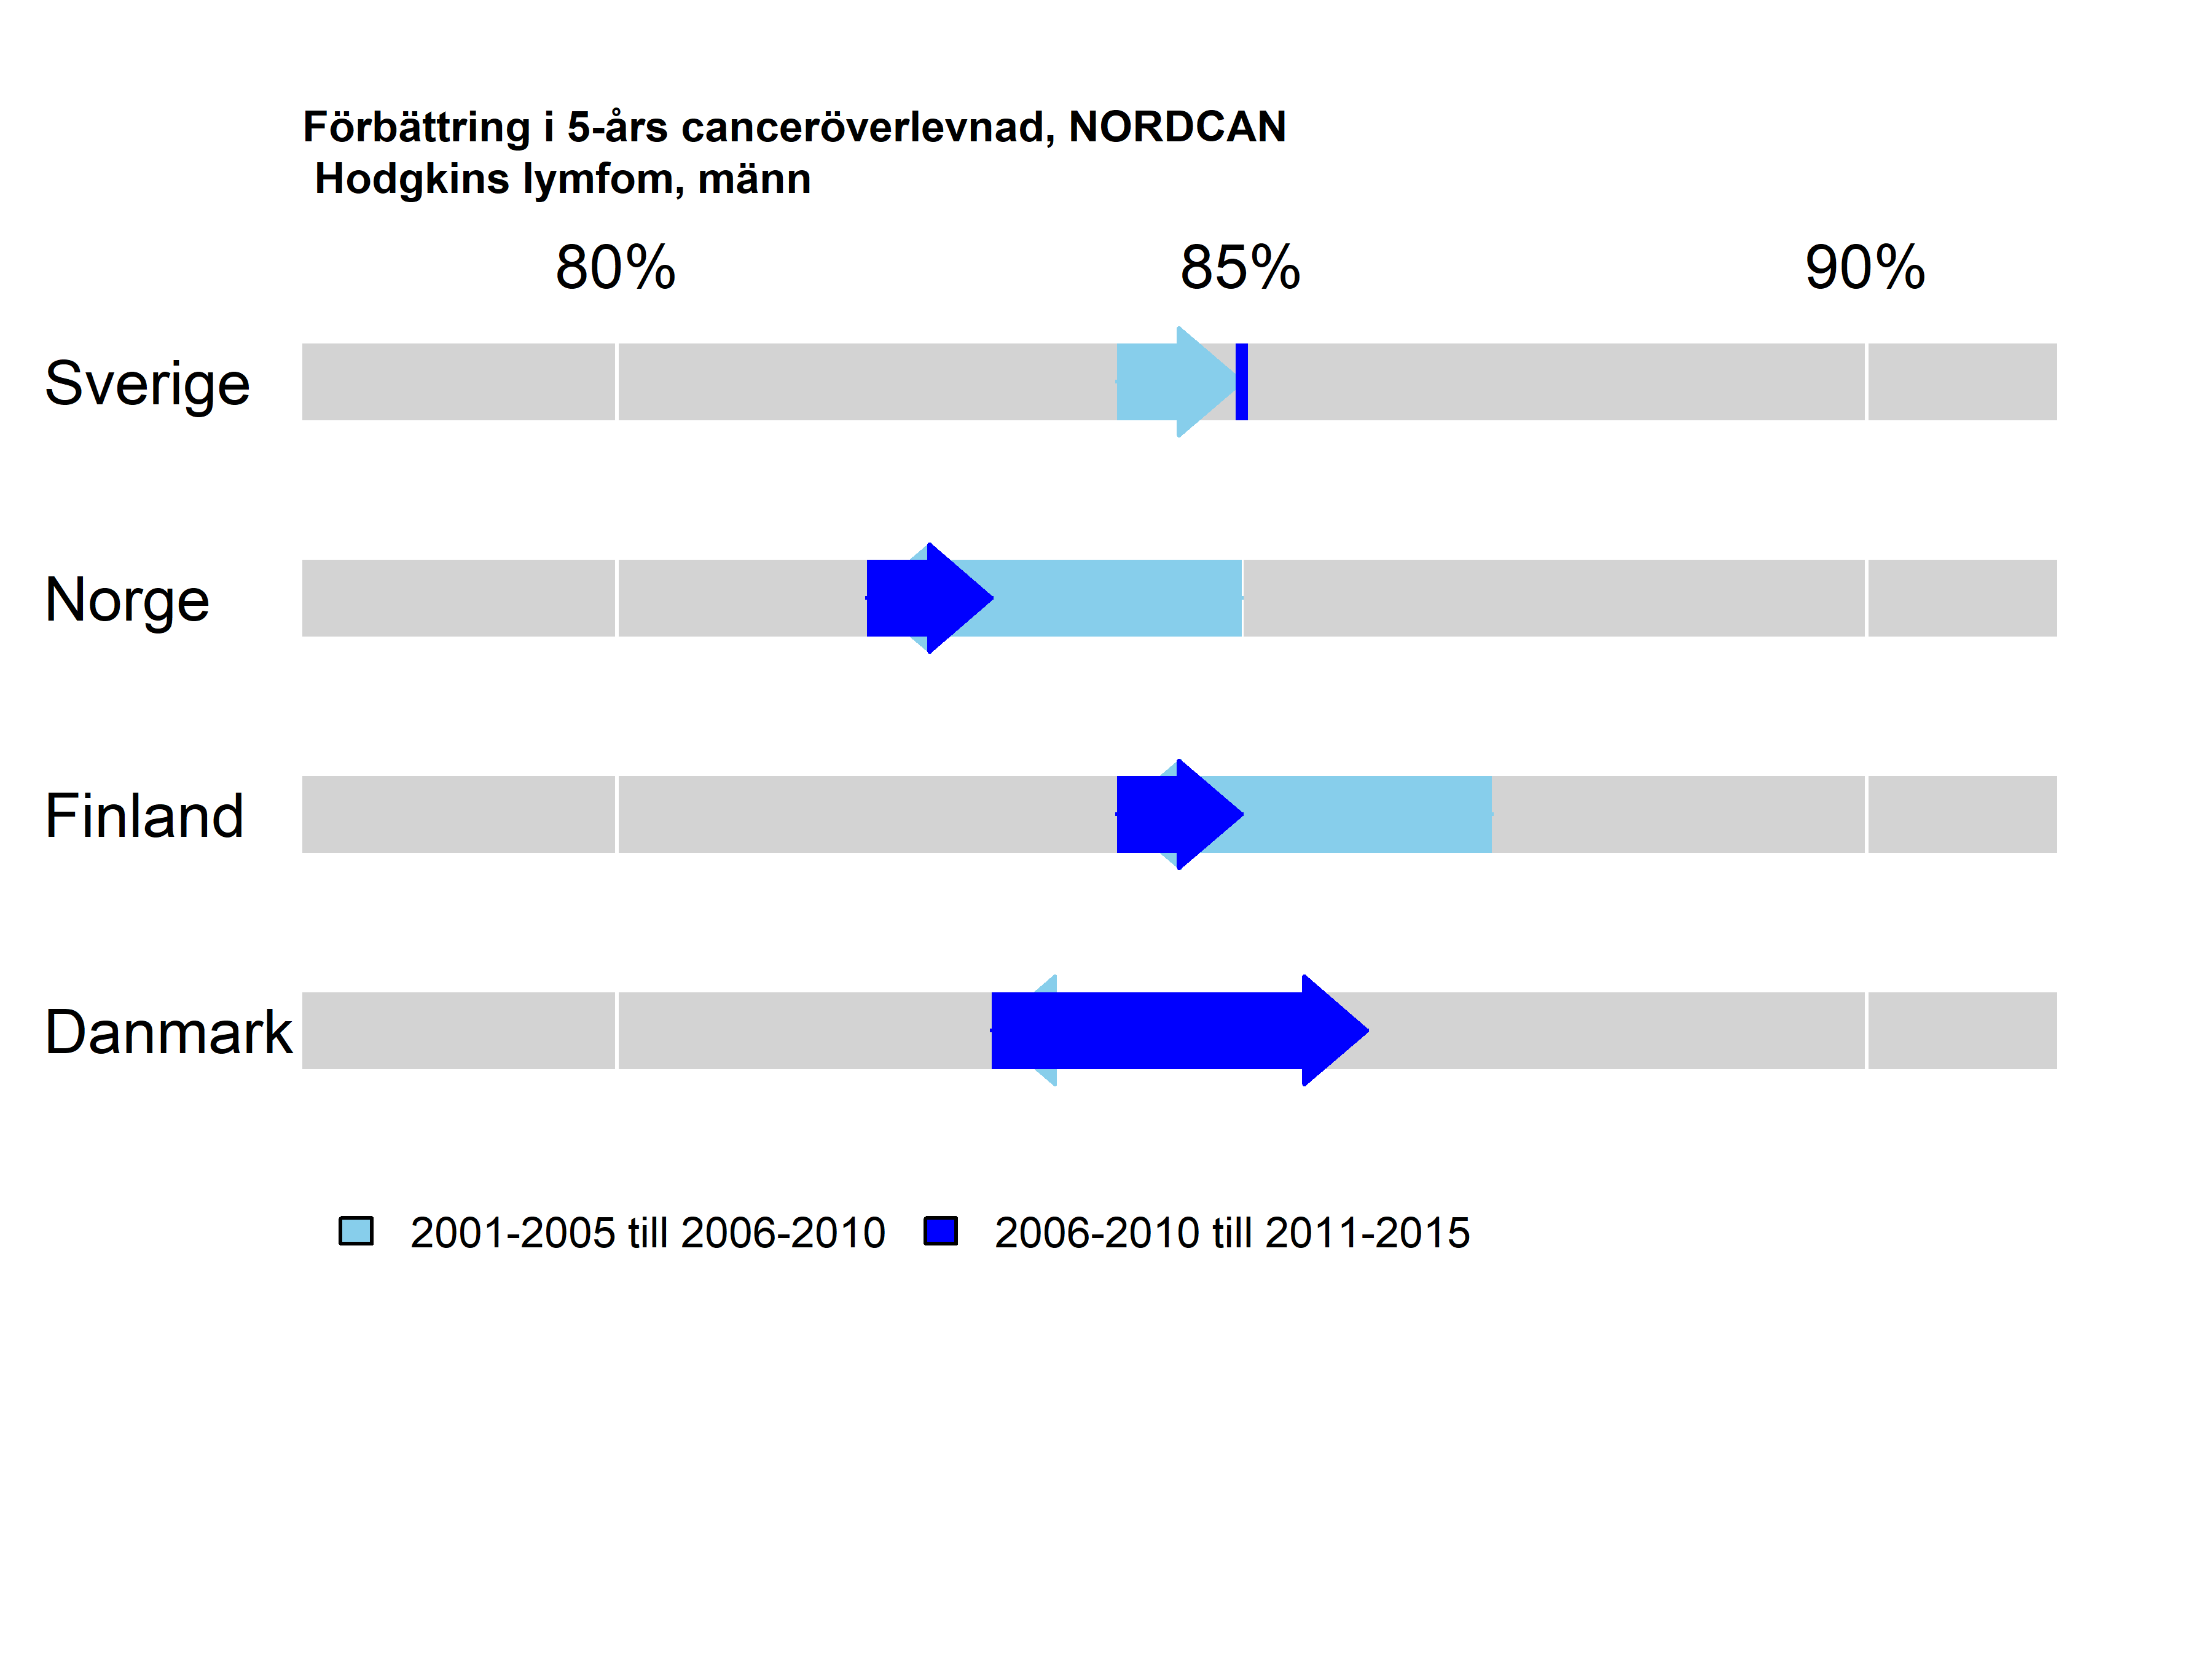 Förbättring i 5-års canceröverlevnad, NORDCAN
Hodgkins lymfom, männ
80% 85% 90%
Sverige
Norge
Finland
Danmark
2001-2005 till 2006-2010 2006-2010 till 2011-2015